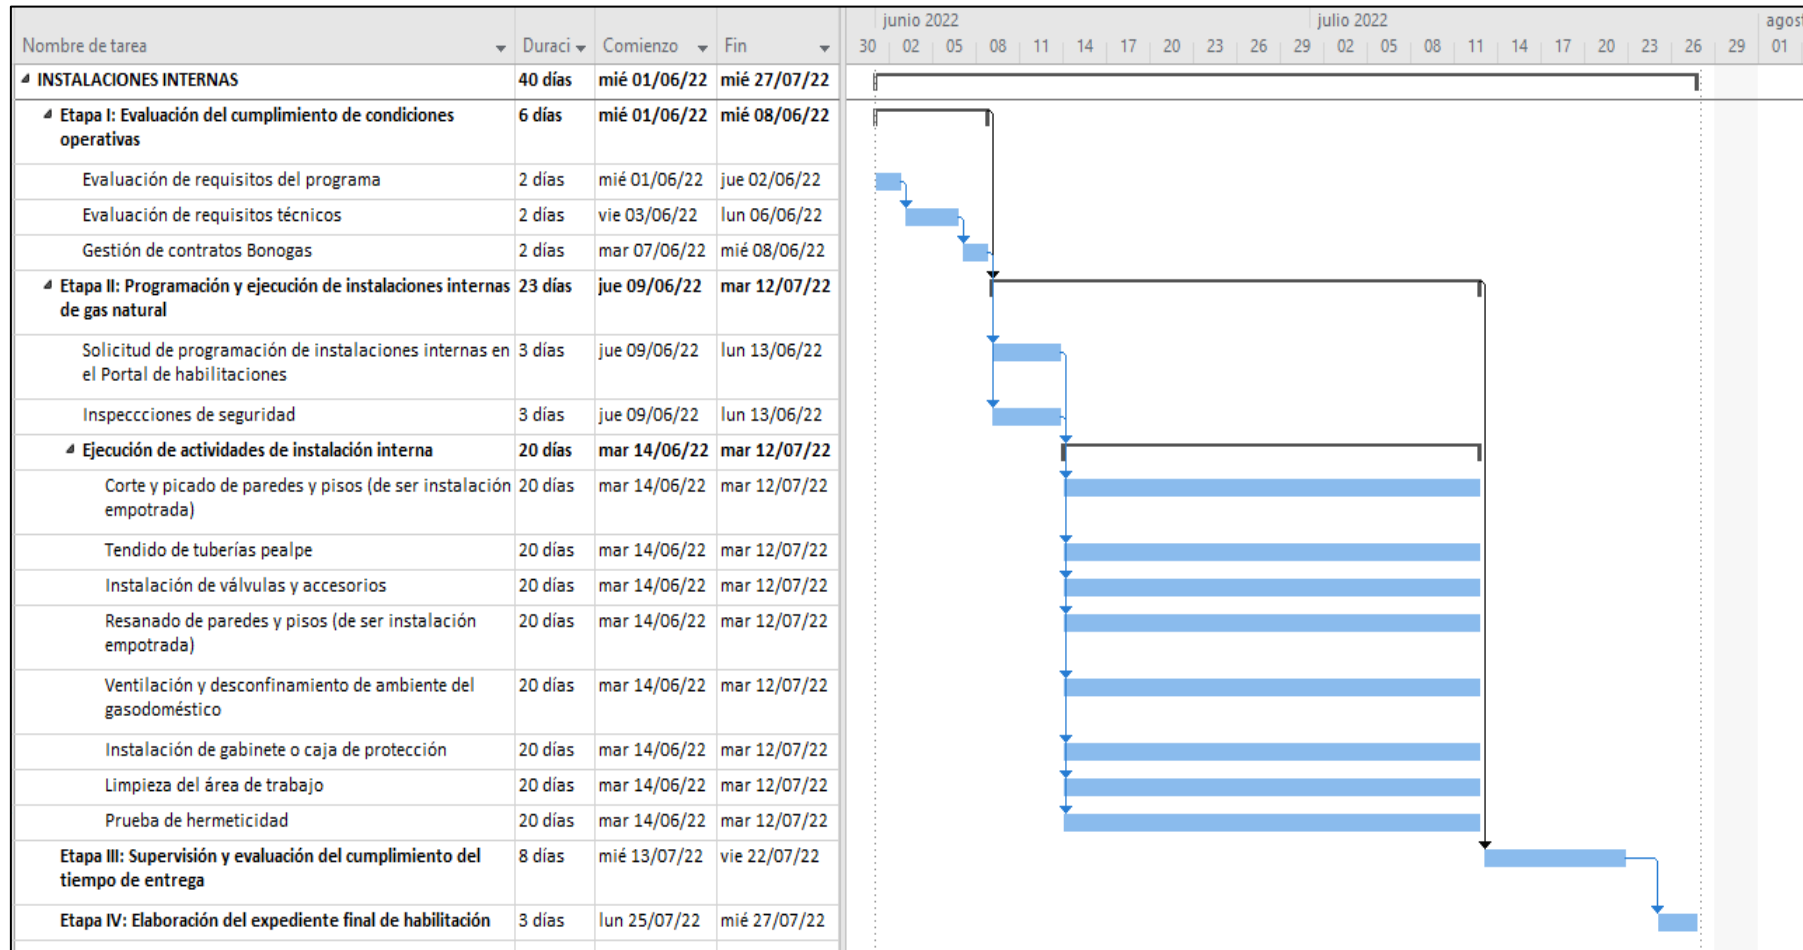 junio 2022 julio 2022 agost
Nombre de tarea Duraci Comienzo Fin 30 02 05 08 11 14 17 20 23 26 29 02 05 08 11 14 17 20 23 26 29 01
INSTALACIONES INTERNAS 40 días mié 01/06/22 mié 27/07/22
Etapa I: Evaluación del cumplimiento de condiciones 6 días mié 01/06/22 mié 08/06/22
operativas
Evaluación de requisitos del programa 2 días mié 01/06/22 jue 02/06/22
Evaluación de requisitos técnicos 2 días vie 03/06/22 lun 06/06/22
Gestión de contratos Bonogas 2 días mar 07/06/22 mié 08/06/22
Etapa II: Programación y ejecución de instalaciones internas 23 días jue 09/06/22 mar 12/07/22
de gas natural
Solicitud de programación de instalaciones internas en 3 días jue 09/06/22 lun 13/06/22
el Portal de habilitaciones
Inspeccciones de seguridad 3 días jue 09/06/22 lun 13/06/22
Ejecución de actividades de instalación interna 20 días mar 14/06/22 mar 12/07/22
Corte y picado de paredes y pisos (de ser instalación 20 días mar 14/06/22 mar 12/07/22
empotrada)
Tendido de tuberías pealpe 20 días mar 14/06/22 mar 12/07/22
Instalación de válvulas y accesorios 20 días mar 14/06/22 mar 12/07/22
Resanado de paredes y pisos (de ser instalación 20 días mar 14/06/22 mar 12/07/22
empotrada)
Ventilación y desconfinamiento de ambiente del 20 días mar 14/06/22 mar 12/07/22
gasodoméstico
Instalación de gabinete o caja de protección 20 días mar 14/06/22 mar 12/07/22
Limpieza del área de trabajo 20 días mar 14/06/22 mar 12/07/22
Prueba de hermeticidad 20 días mar 14/06/22 mar 12/07/22
Etapa III: Supervisión y evaluación del cumplimiento del 8 días mié 13/07/22 vie 22/07/22
tiempo de entrega
Etapa IV: Elaboración del expediente final de habilitación 3 días lun 25/07/22 mié 27/07/22